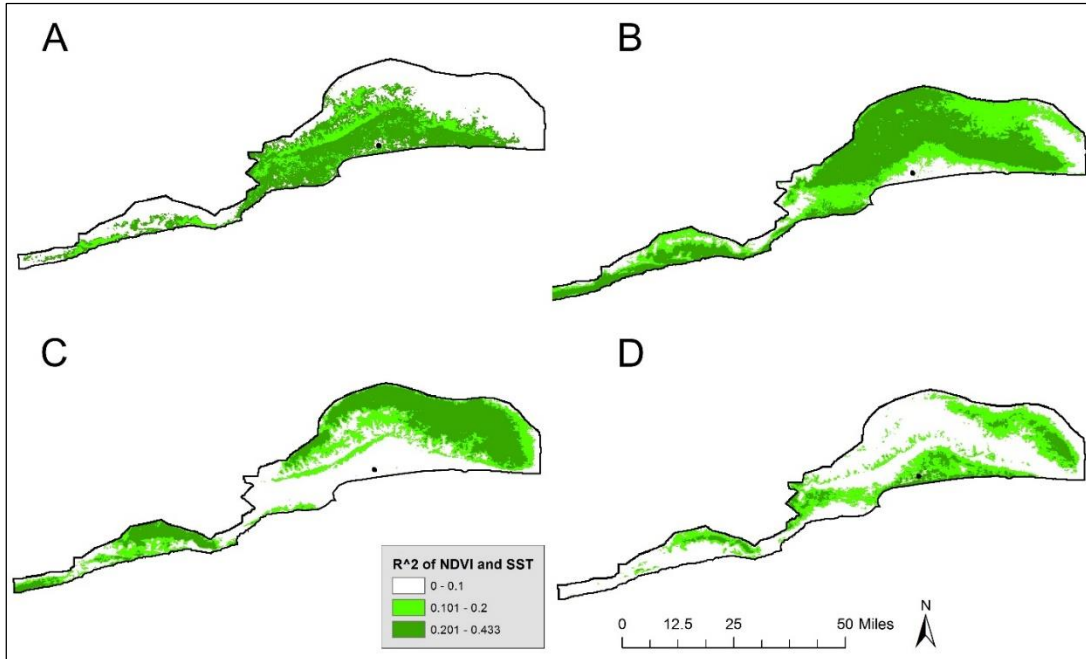 A
B
C
D
R^2 of NDVI and SST
0 - 0.1
0.101 - 0.2
0.201 - 0.433
0 12.5 25 50 Miles
N